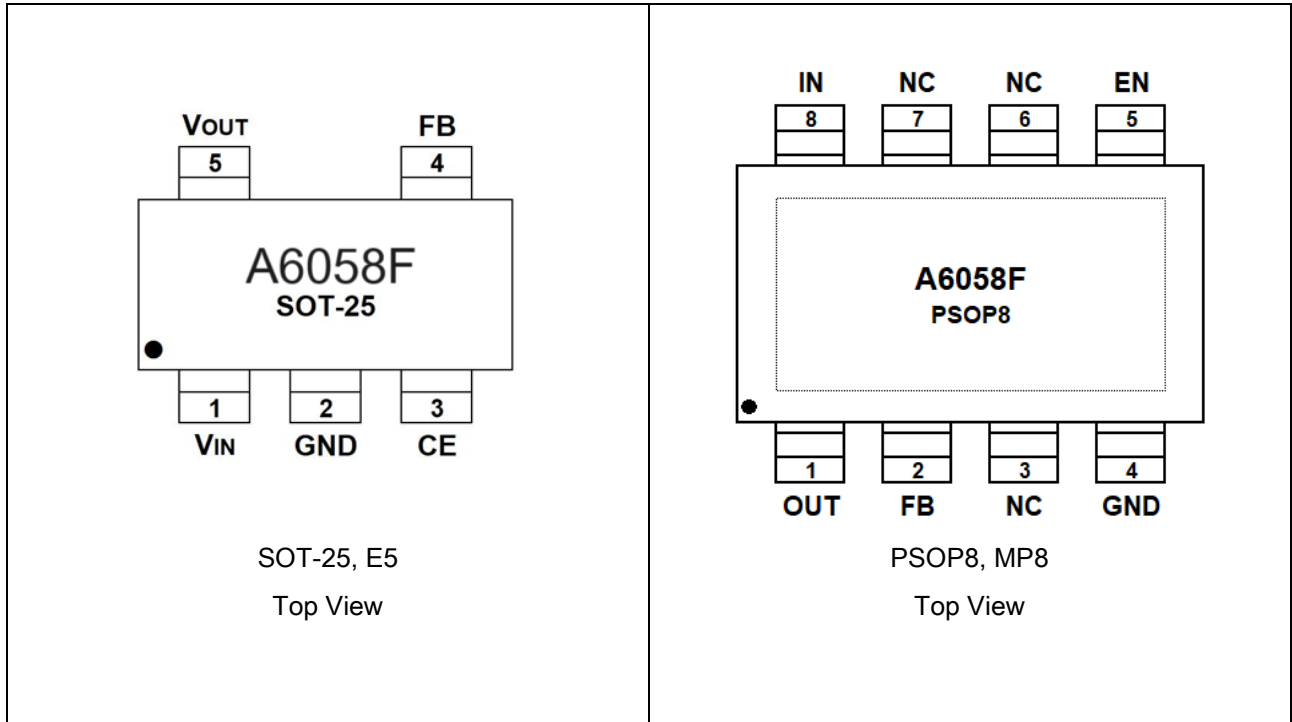 VOUT FB
5 4
A6058F
SOT-25
1 2 3
VIN GND CE
SOT-25, E5
Top View
IN NC NC EN
8 7 6 5
A6058F
PSOP8
1 2 3 4
OUT FB NC GND
PSOP8, MP8
Top View